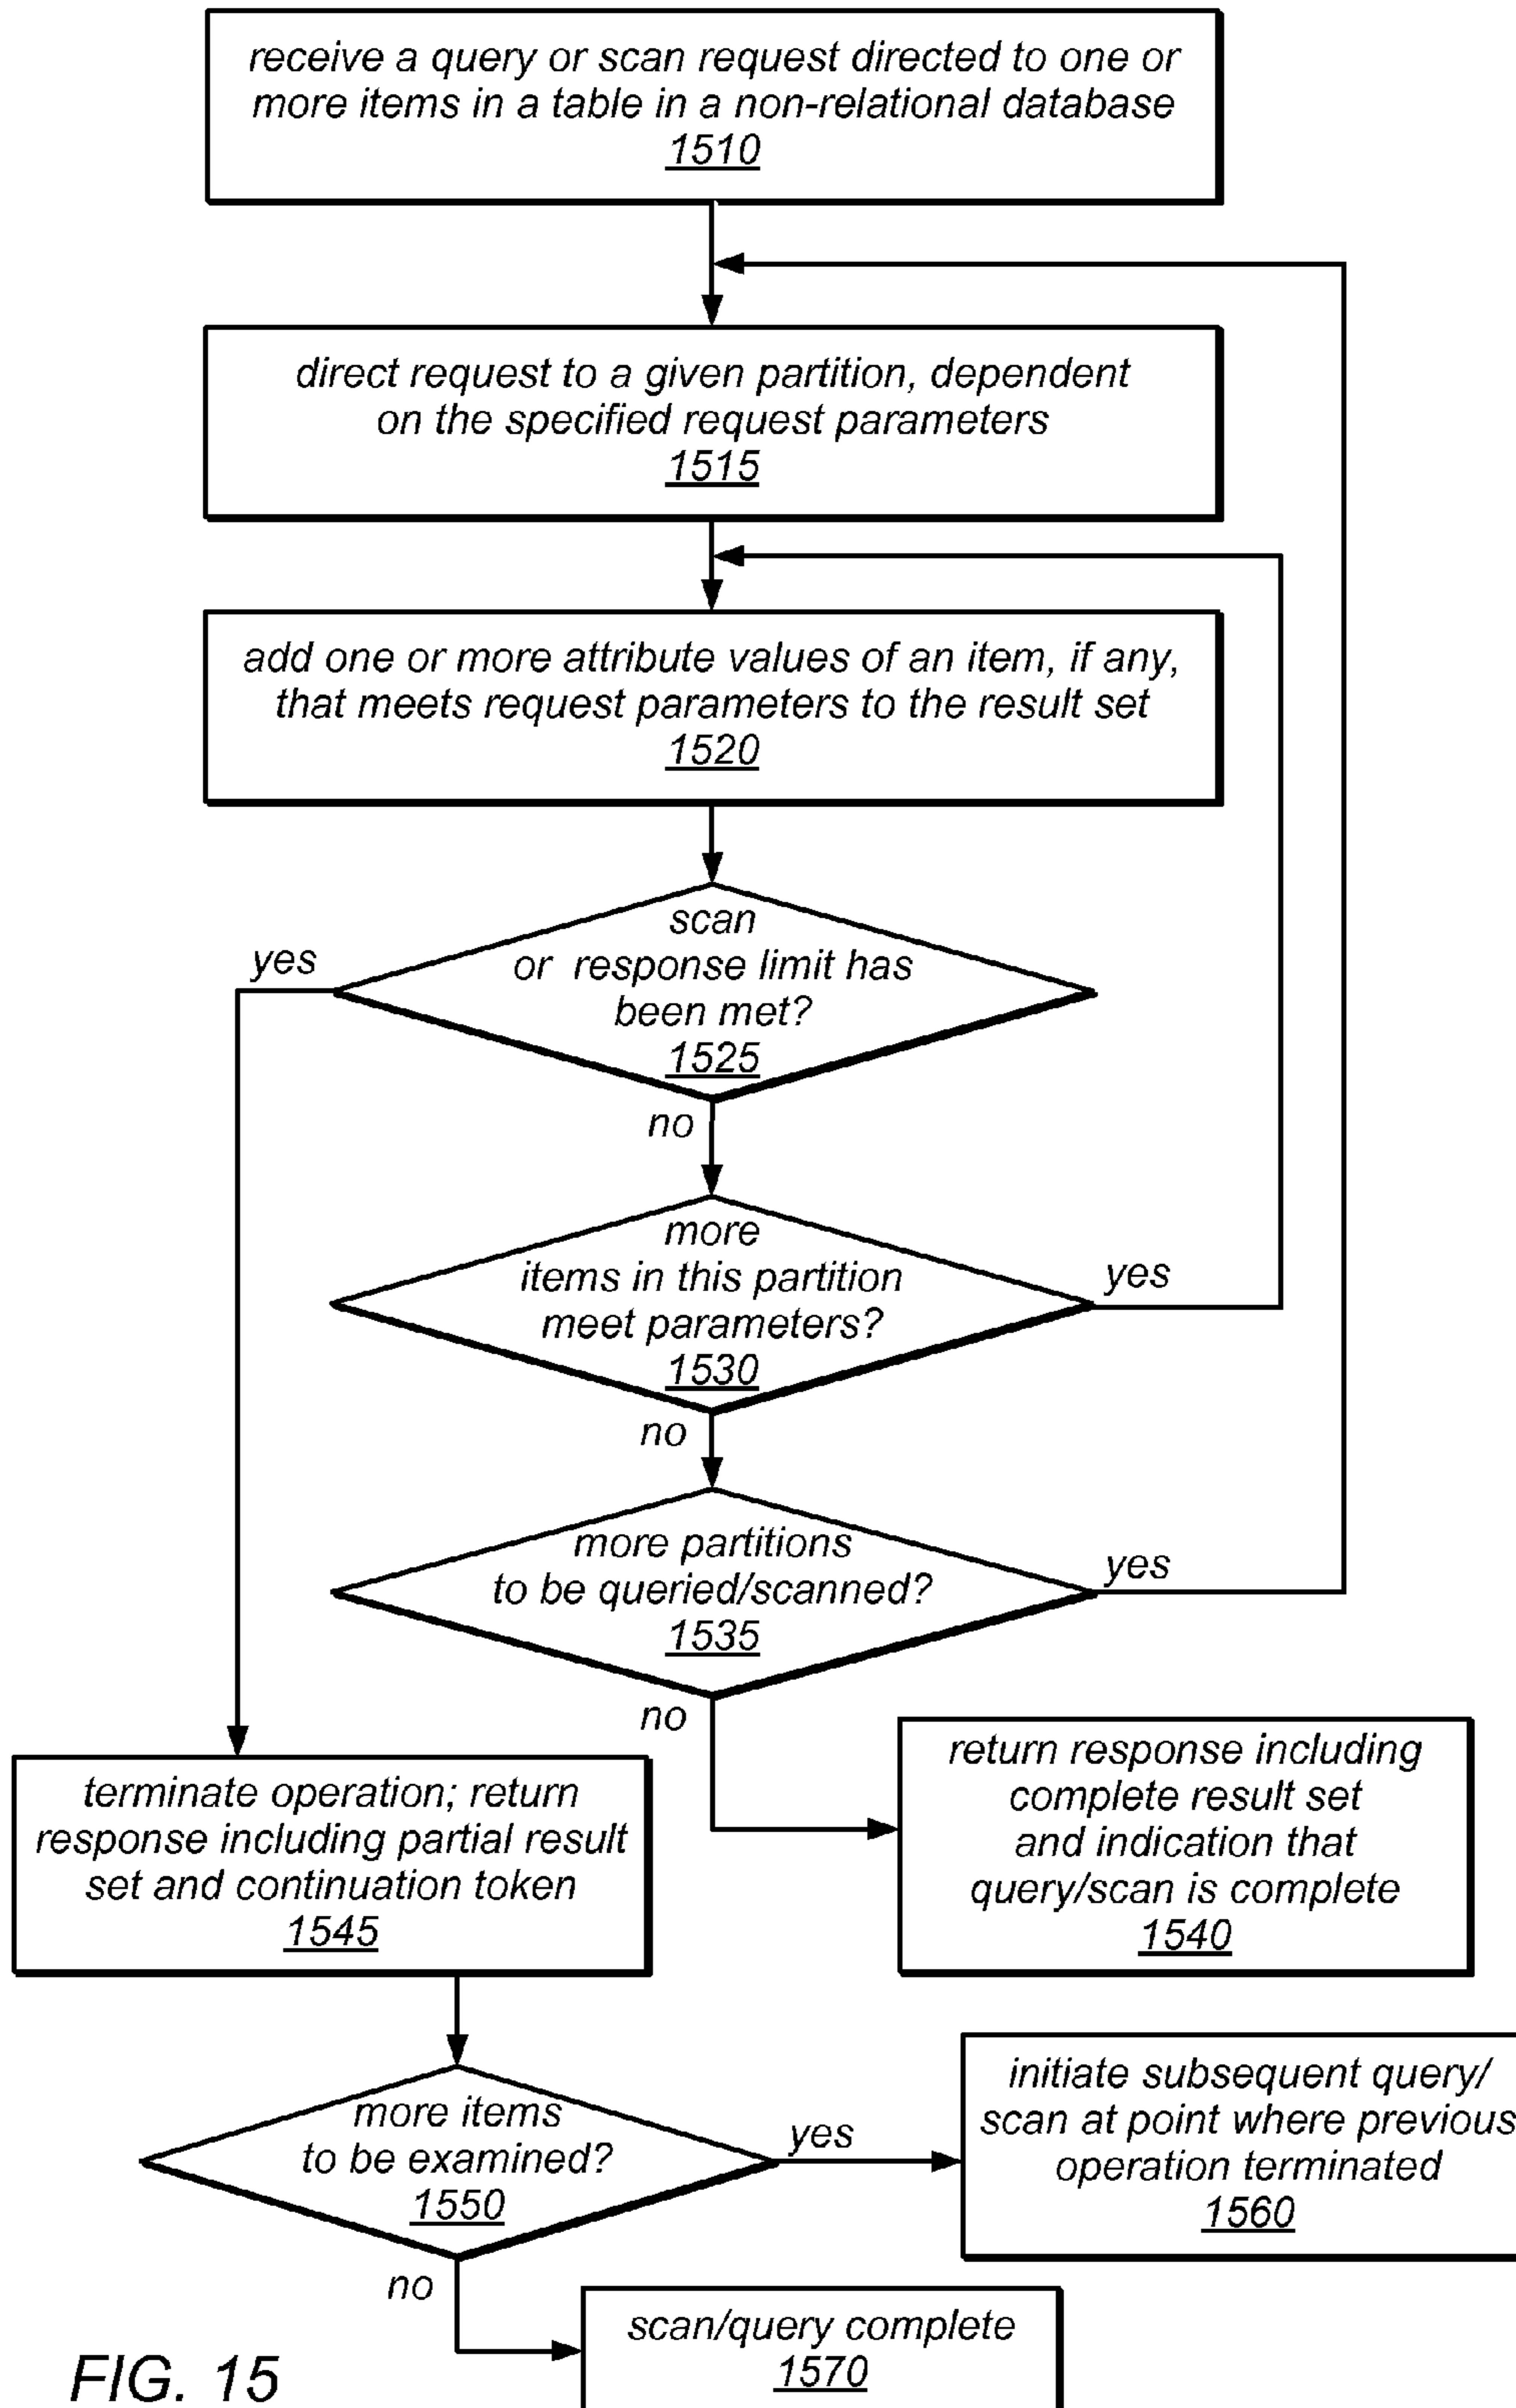 receive a query or scan request directed to one or
more items in a table in a non-relational database
1510
direct request to a given partition, dependent
on the specified request parameters
1515
add one or more attribute values of an item, if any,
that meets request parameters to the result set
1520
scan
or response limit has
been met?
1525
yes
no
more
items in this partition
meet parameters?
1530
yes
no
more partitions
to be queried/scanned?
1535
yes
no
return response including
complete result set
and indication that
query/scan is complete
1540
terminate operation; return
response including partial result
set and continuation token
1545
more items
to be examined?
1550
yes
initiate subsequent query/
scan at point where previous
operation terminated
1560
no
scan/query complete
1570
FIG. 15